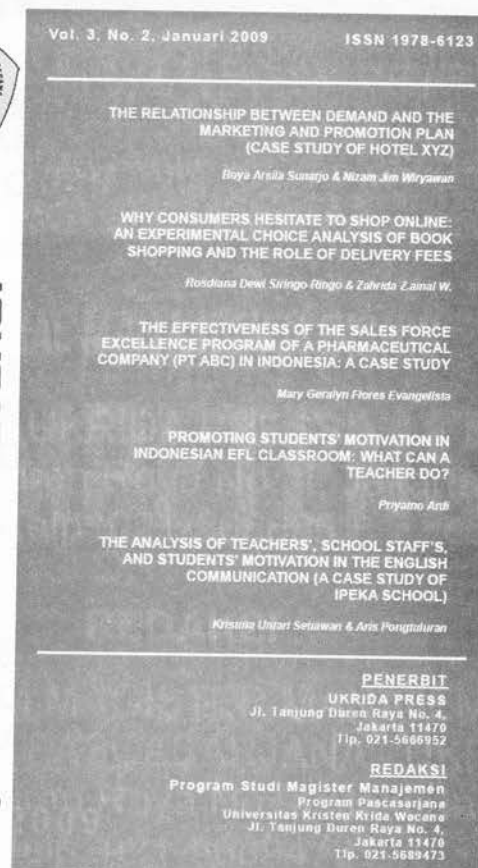 Vol. 3, No. 2, Januari 2009 ISSN 1978-6123
THE RELATIONSHIP BETWEEN DEMAND AND THE
MARKETING AND PROMOTION PLAN
(CASE STUDY OF HOTEL XYZ)
Arsila Sunarjo & Nizam Jim Wiryawan
WHY CONSUMERS HESITATE TO SHOP ONLINE:
AN EXPERIMENTAL CHOICE ANALYSIS OF BOOK
SHOPPING AND THE ROLE OF DELIVERY FEES
Rosdiana Dewi Siringo-Ringo & Zahrida Zainal W.
THE EFFECTIVENESS OF THE SALES FORCE
EXCELLENCE PROGRAM OF A PHARMACEUTICAL
COMPANY (PT ABC) IN INDONESIA: A CASE STUDY
Mary Geralyn Flores Evangelista
PROMOTING STUDENTS' MOTIVATION IN
INDONESIAN EFL CLASSROOM: WHAT CAN A
TEACHER DO?
Priyatno Ardi
THE ANALYSIS OF TEACHERS', SCHOOL STAFF'S,
AND STUDENTS' MOTIVATION IN THE ENGLISH
COMMUNICATION (A CASE STUDY OF
IPEKA SCHOOL)
Setiawan & Aris Pongtuluran
PENERBIT
UKRIDA PRESS
Jl. Tanjung Duren Raya No. 4,
Jakarta 11470
Tlp. 021-5666952
REDAKSI
Program Studi Magister Manajemen
Program Pascasarjana
Universitas Kristen Krida Wacana
Jl. Tanjung Duren Raya No. 4,
Jakarta 11470
Tlp. 021-5689473